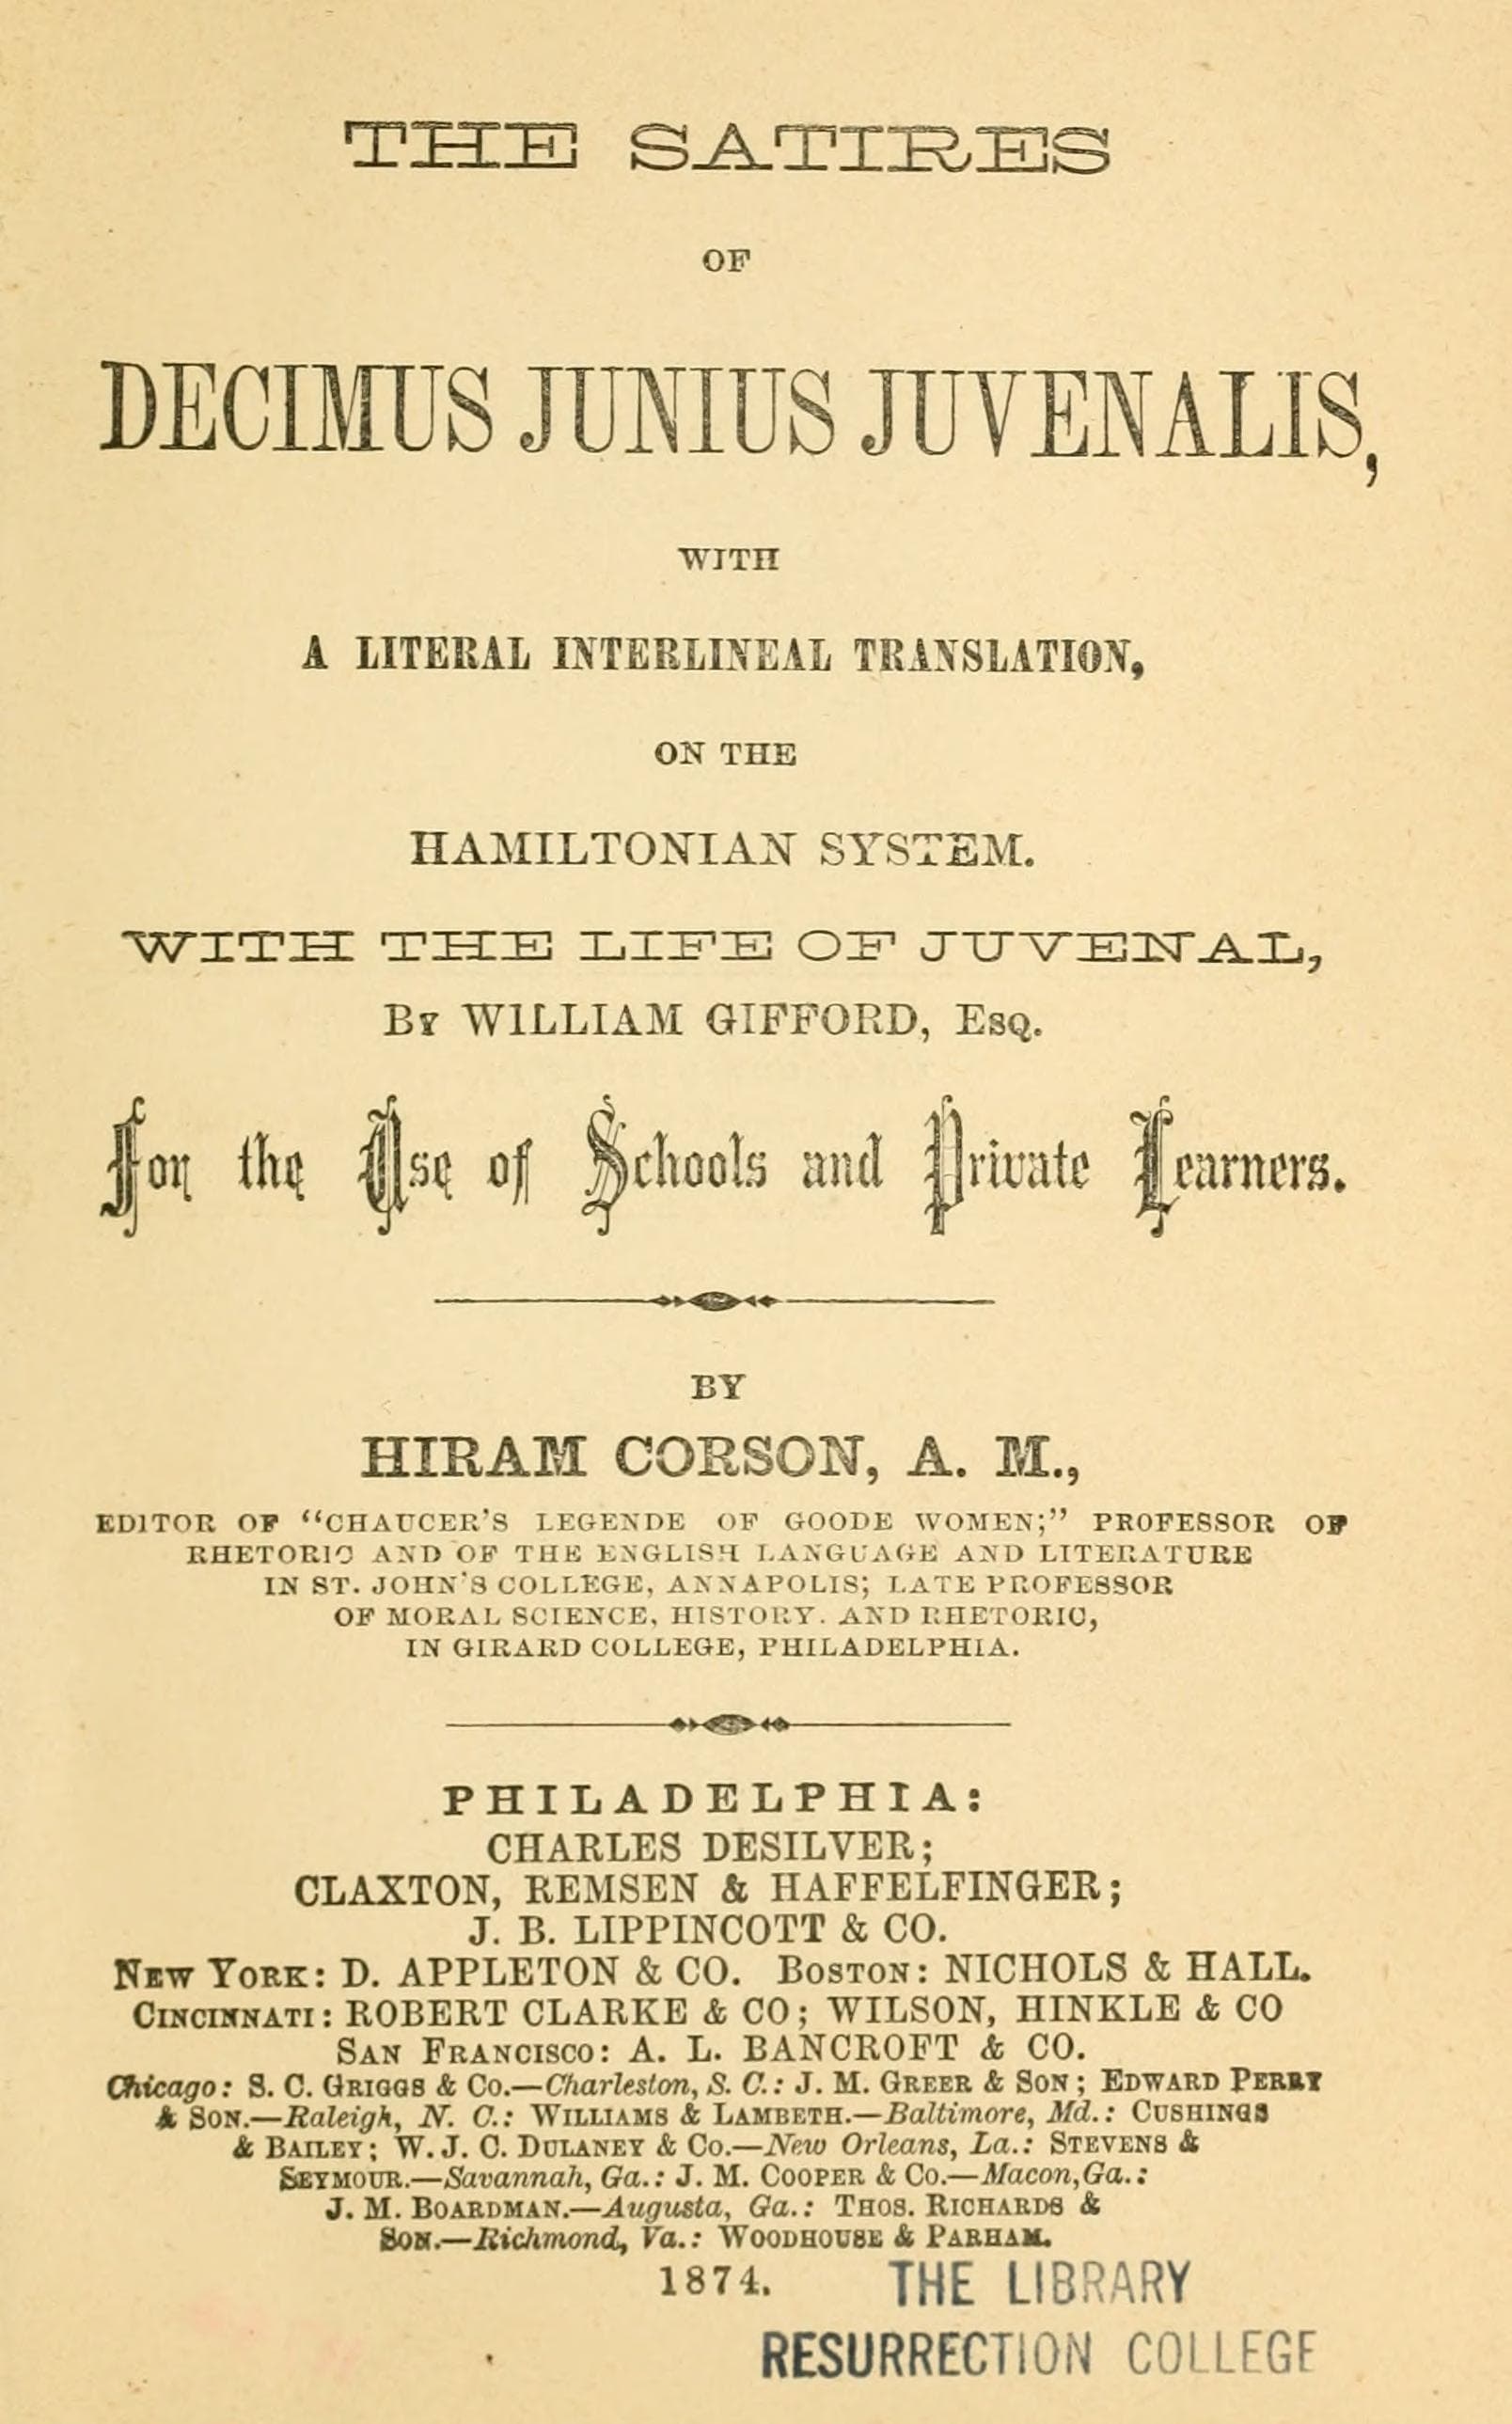 THE SATIRES
OF
DECIMUS JUNIUS JUVENALIS,
WITH
A LITERAL INTERLINEAL TRANSLATION,
ON THE
HAMILTONIAN SYSTEM.
WITH THE LIFE OF JUVENAL,
BY WILLIAM GIFFORD, ESQ.
For the Use of Schools and Private Learners.
BY
HIRAM CORSON, A. M.,
EDITOR OF "CHAUCER'S LEGENDE OF GOODE WOMEN;" PROFESSOR OF
RHETORIC AND OF THE ENGLISH LANGUAGE AND LITERATURE
IN ST. JOHN'S COLLEGE, ANNAPOLIS; LATE PROFESSOR
OF MORAL SCIENCE, HISTORY. AND RHETORIC,
IN GIRARD COLLEGE, PHILADELPHIA.
PHILADELPHIA:
CHARLES DESILVER;
CLAXTON, REMSEN & HAFFELFINGER;
J. B. LIPPINCOTT & CO.
NEW YORK: D. APPLETON & CO. BOSTON: NICHOLS & HALL.
CINCINNATI: ROBERT CLARKE & CO; WILSON, HINKLE & CO
SAN FRANCISCO: A. L. BANCROFT & CO.
Chicago: S. C. GRIGGS & CO.—Charleston, S. C.: J. M. GREER & SON; EDWARD PERRY
& SON.—Raleigh, N. C.: WILLIAMS & LAMBETH.—Baltimore, Md.: CUSHINGS
& BAILEY; W. J. C. DULANEY & CO.—New Orleans, La.: STEVENS &
SEYMOUR.—Savannah, Ga.: J. M. COOPER & CO.—Macon, Ga.:
J. M. BOARDMAN.—Augusta, Ga.: THOS. RICHARDS &
SON.—Richmond, Va.: WOODHOUSE & PARHAM.
1874.
THE LIBRARY
RESURRECTION COLLEGE